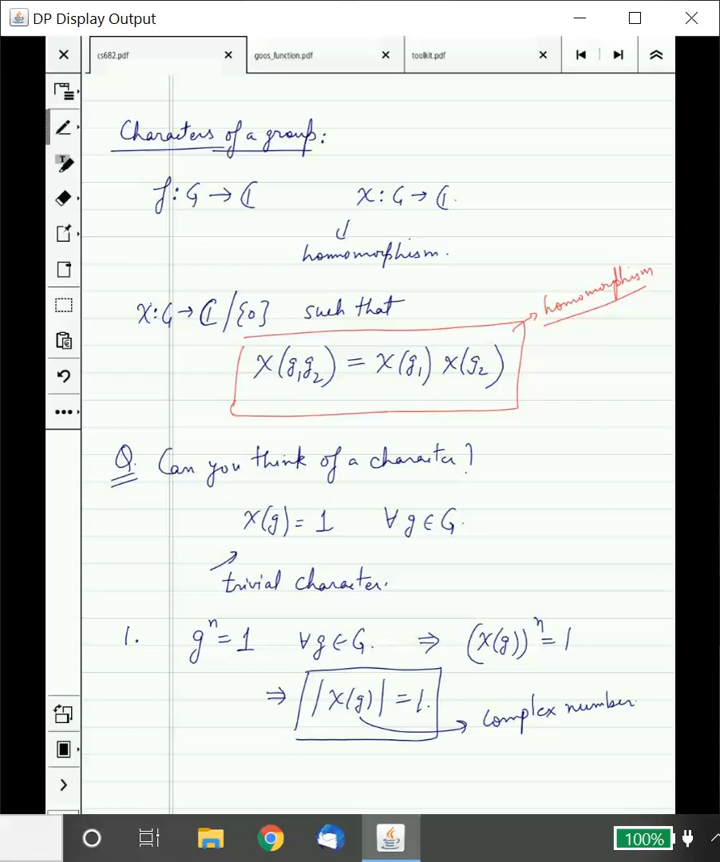 DP Display Output
cs682.pdf goos_function.pdf toolkit.pdf
Characters of a group:
f: G → ℂ χ: G → ℂ.
homomorphism.
χ: G → ℂ/{0} such that
homomorphism
χ(g₁g₂) = χ(g₁) χ(g₂)
Q. Can you think of a character?
χ(g) = 1 ∀ g ∈ G.
trivial character.
1. gⁿ = 1 ∀ g ∈ G. ⇒ (χ(g))ⁿ = 1
⇒ |χ(g)| = 1.
complex number.
100%